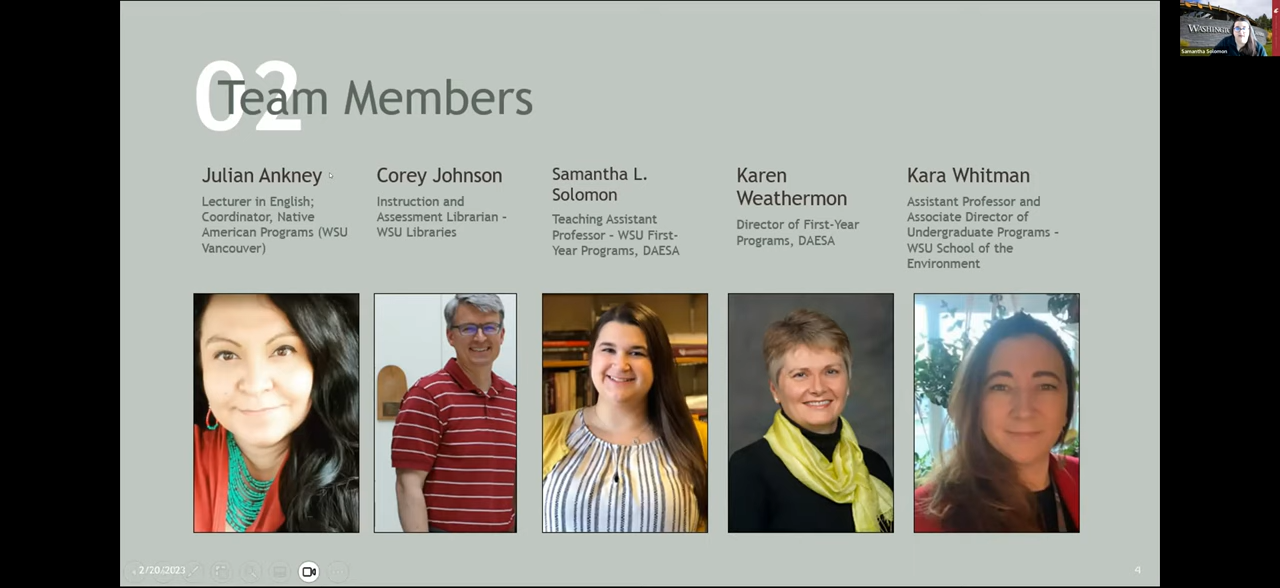 02
Team Members
Julian Ankney
Lecturer in English;
Coordinator, Native
American Programs (WSU
Vancouver)
Corey Johnson
Instruction and
Assessment Librarian –
WSU Libraries
Samantha L.
Solomon
Teaching Assistant
Professor – WSU First-
Year Programs, DAESA
Karen
Weathermon
Director of First-Year
Programs, DAESA
Kara Whitman
Assistant Professor and
Associate Director of
Undergraduate Programs –
WSU School of the
Environment
2/20/2023
4
Samantha Solomon